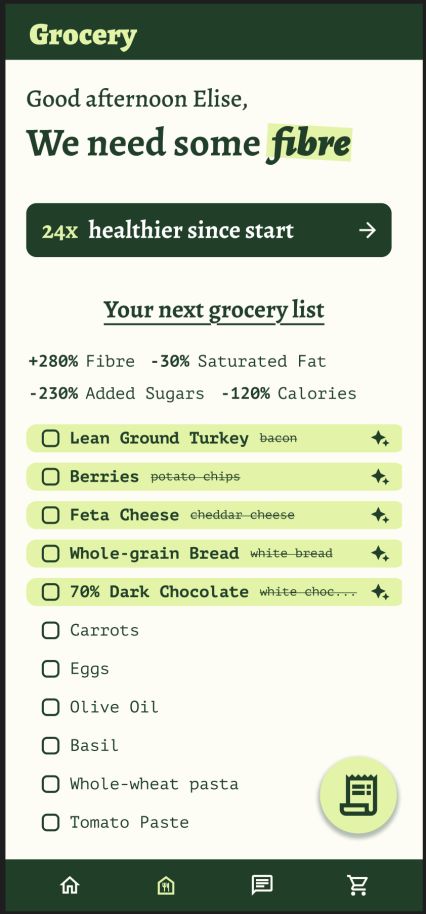 Grocery
Good afternoon Elise,
We need some fibre
24x healthier since start
Your next grocery list
+280% Fibre -30% Saturated Fat
-230% Added Sugars -120% Calories
Lean Ground Turkey bacon
Berries potato chips
Feta Cheese cheddar cheese
Whole-grain Bread white bread
70% Dark Chocolate white choc...
Carrots
Eggs
Olive Oil
Basil
Whole-wheat pasta
Tomato Paste